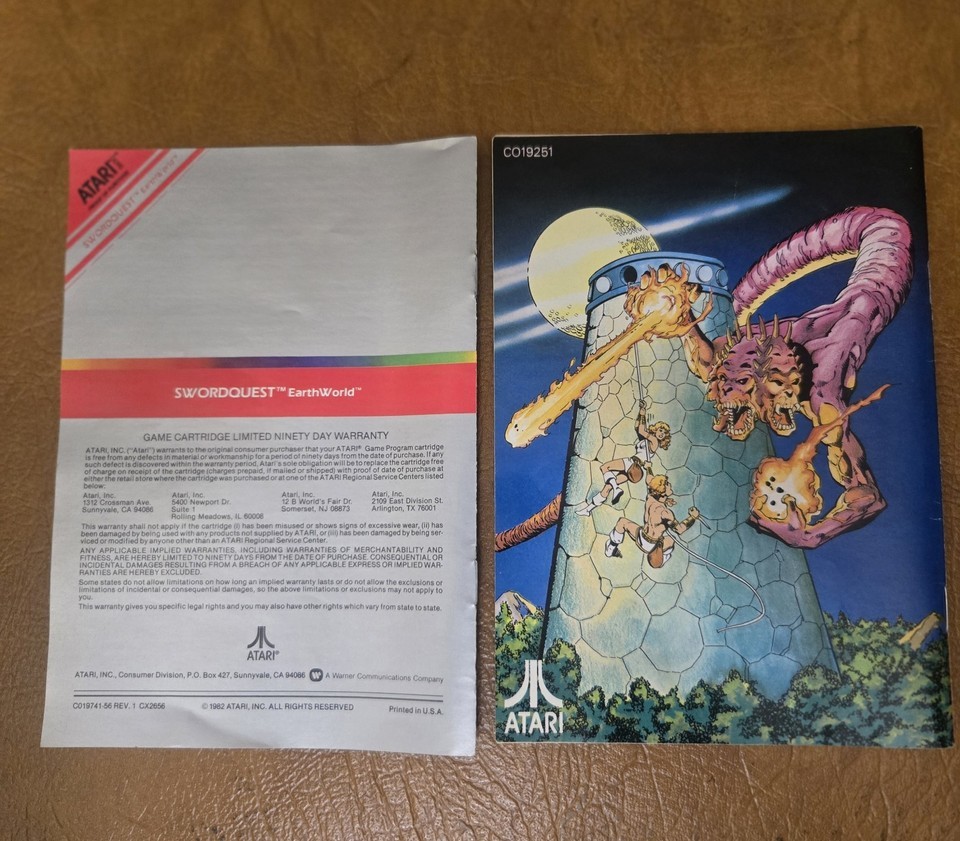 ATARI®
SWORDQUEST™ EarthWorld™
SWORDQUEST™ EarthWorld™
GAME CARTRIDGE LIMITED NINETY DAY WARRANTY
ATARI, INC. ("Atari") warrants to the original consumer purchaser that your ATARI® Game Program cartridge
is free from any defects in material or workmanship for a period of ninety days from the date of purchase. If any
such defect is discovered within the warranty period, Atari's sole obligation will be to replace the cartridge free
of charge on receipt of the cartridge (charges prepaid, if mailed or shipped) with proof of date of purchase at
either the retail store where the cartridge was purchased or at one of the ATARI Regional Service Centers listed
below:
Atari, Inc.
1312 Crossman Ave.
Sunnyvale, CA 94086
Atari, Inc.
5400 Newport Dr.
Suite 1
Rolling Meadows, IL 60008
Atari, Inc.
12 B World's Fair Dr.
Somerset, NJ 08873
Atari, Inc.
2109 East Division St.
Arlington, TX 76001
This warranty shall not apply if the cartridge (i) has been misused or shows signs of excessive wear, (ii) has
been damaged by being used with any products not supplied by ATARI, or (iii) has been damaged by being ser-
viced or modified by anyone other than an ATARI Regional Service Center.
ANY APPLICABLE IMPLIED WARRANTIES, INCLUDING WARRANTIES OF MERCHANTABILITY AND
FITNESS, ARE HEREBY LIMITED TO NINETY DAYS FROM THE DATE OF PURCHASE. CONSEQUENTIAL OR
INCIDENTAL DAMAGES RESULTING FROM A BREACH OF ANY APPLICABLE EXPRESS OR IMPLIED WAR-
RANTIES ARE HEREBY EXCLUDED.
Some states do not allow limitations on how long an implied warranty lasts or do not allow the exclusions or
limitations of incidental or consequential damages, so the above limitations or exclusions may not apply to
you.
This warranty gives you specific legal rights and you may also have other rights which vary from state to state.
ATARI®
ATARI, INC., Consumer Division, P.O. Box 427, Sunnyvale, CA 94086 A Warner Communications Company
C019741-56 REV. 1 CX2656 © 1982 ATARI, INC. ALL RIGHTS RESERVED Printed in U.S.A.
CO19251
ATARI